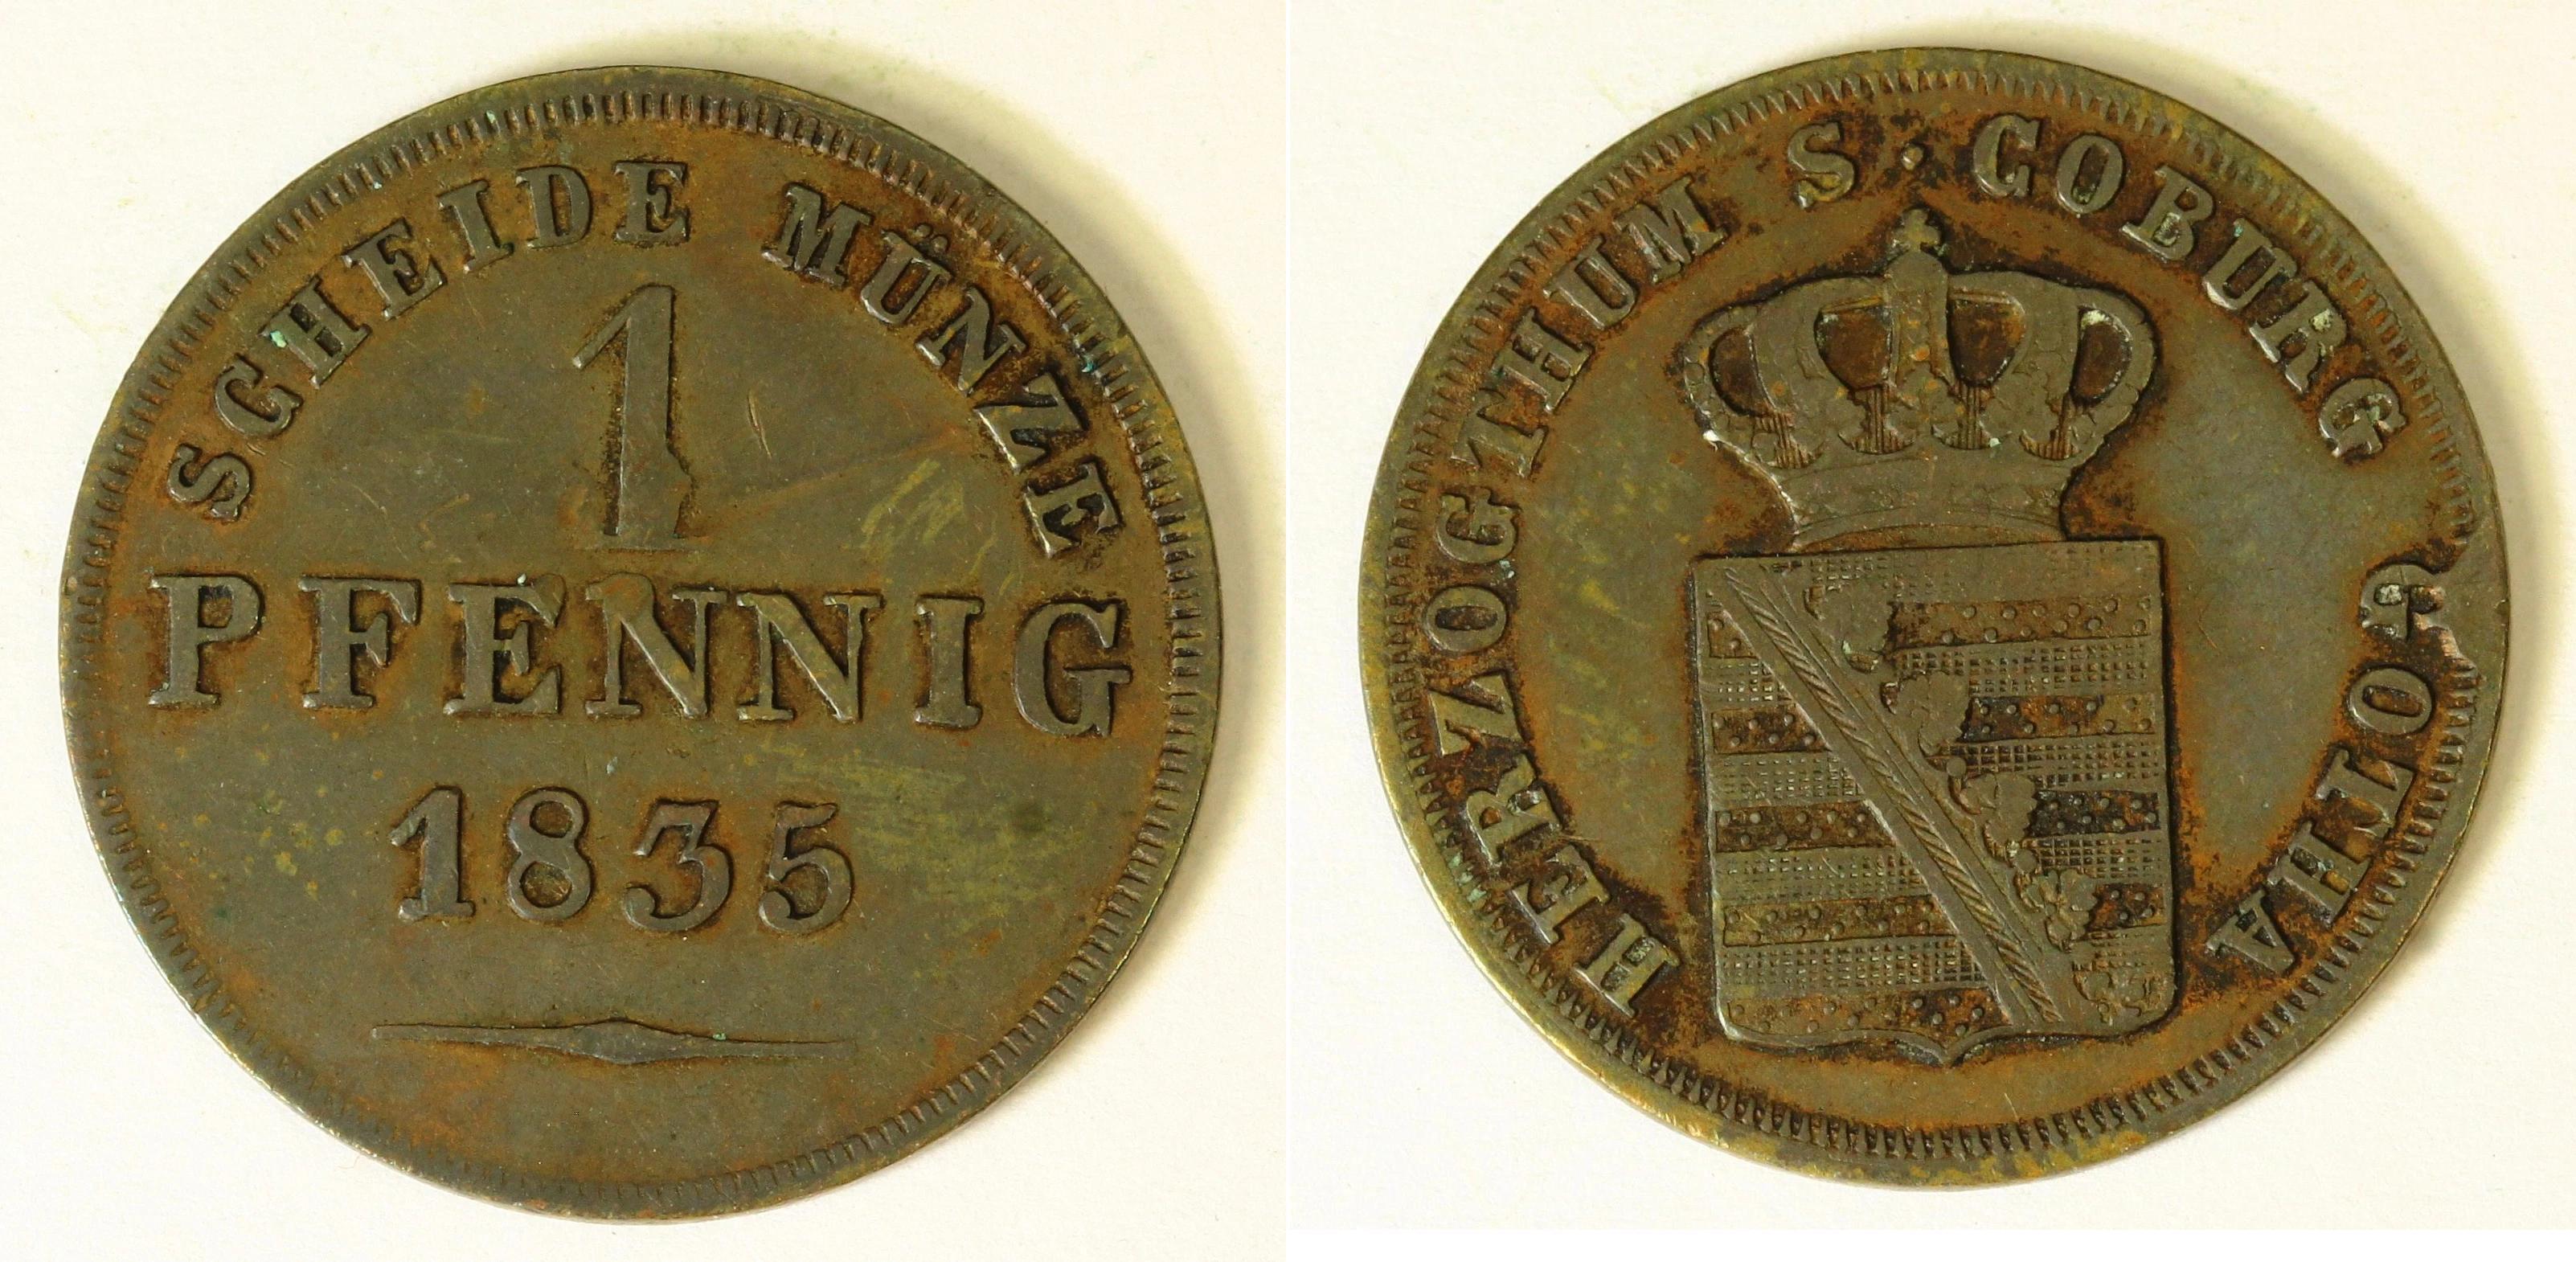 SCHEIDE MÜNZE
1
PFENNIG
1835
HERZOGTHUM S·COBURG GOTHA